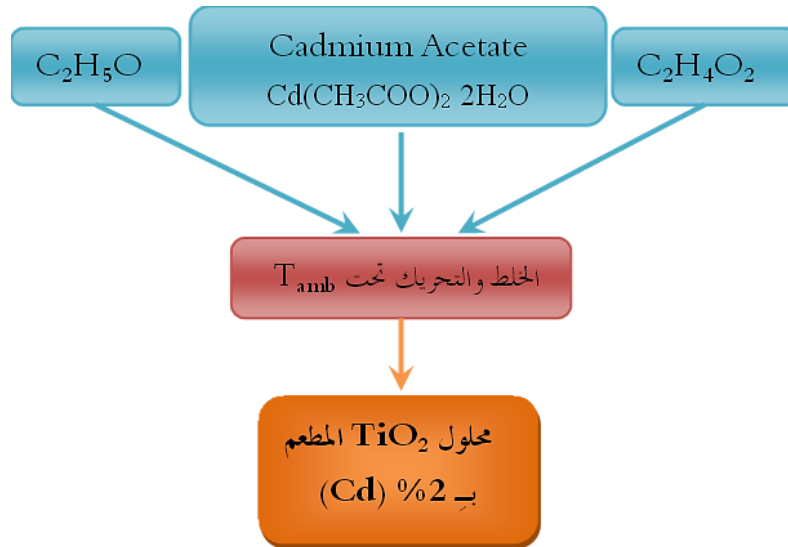 C₂H₅O
Cadmium Acetate
Cd(CH₃COO)₂ 2H₂O
C₂H₄O₂
الخلط والتحريك تحت Tₐₘb
محلول TiO₂ المطعم
بـِ 2% (Cd)